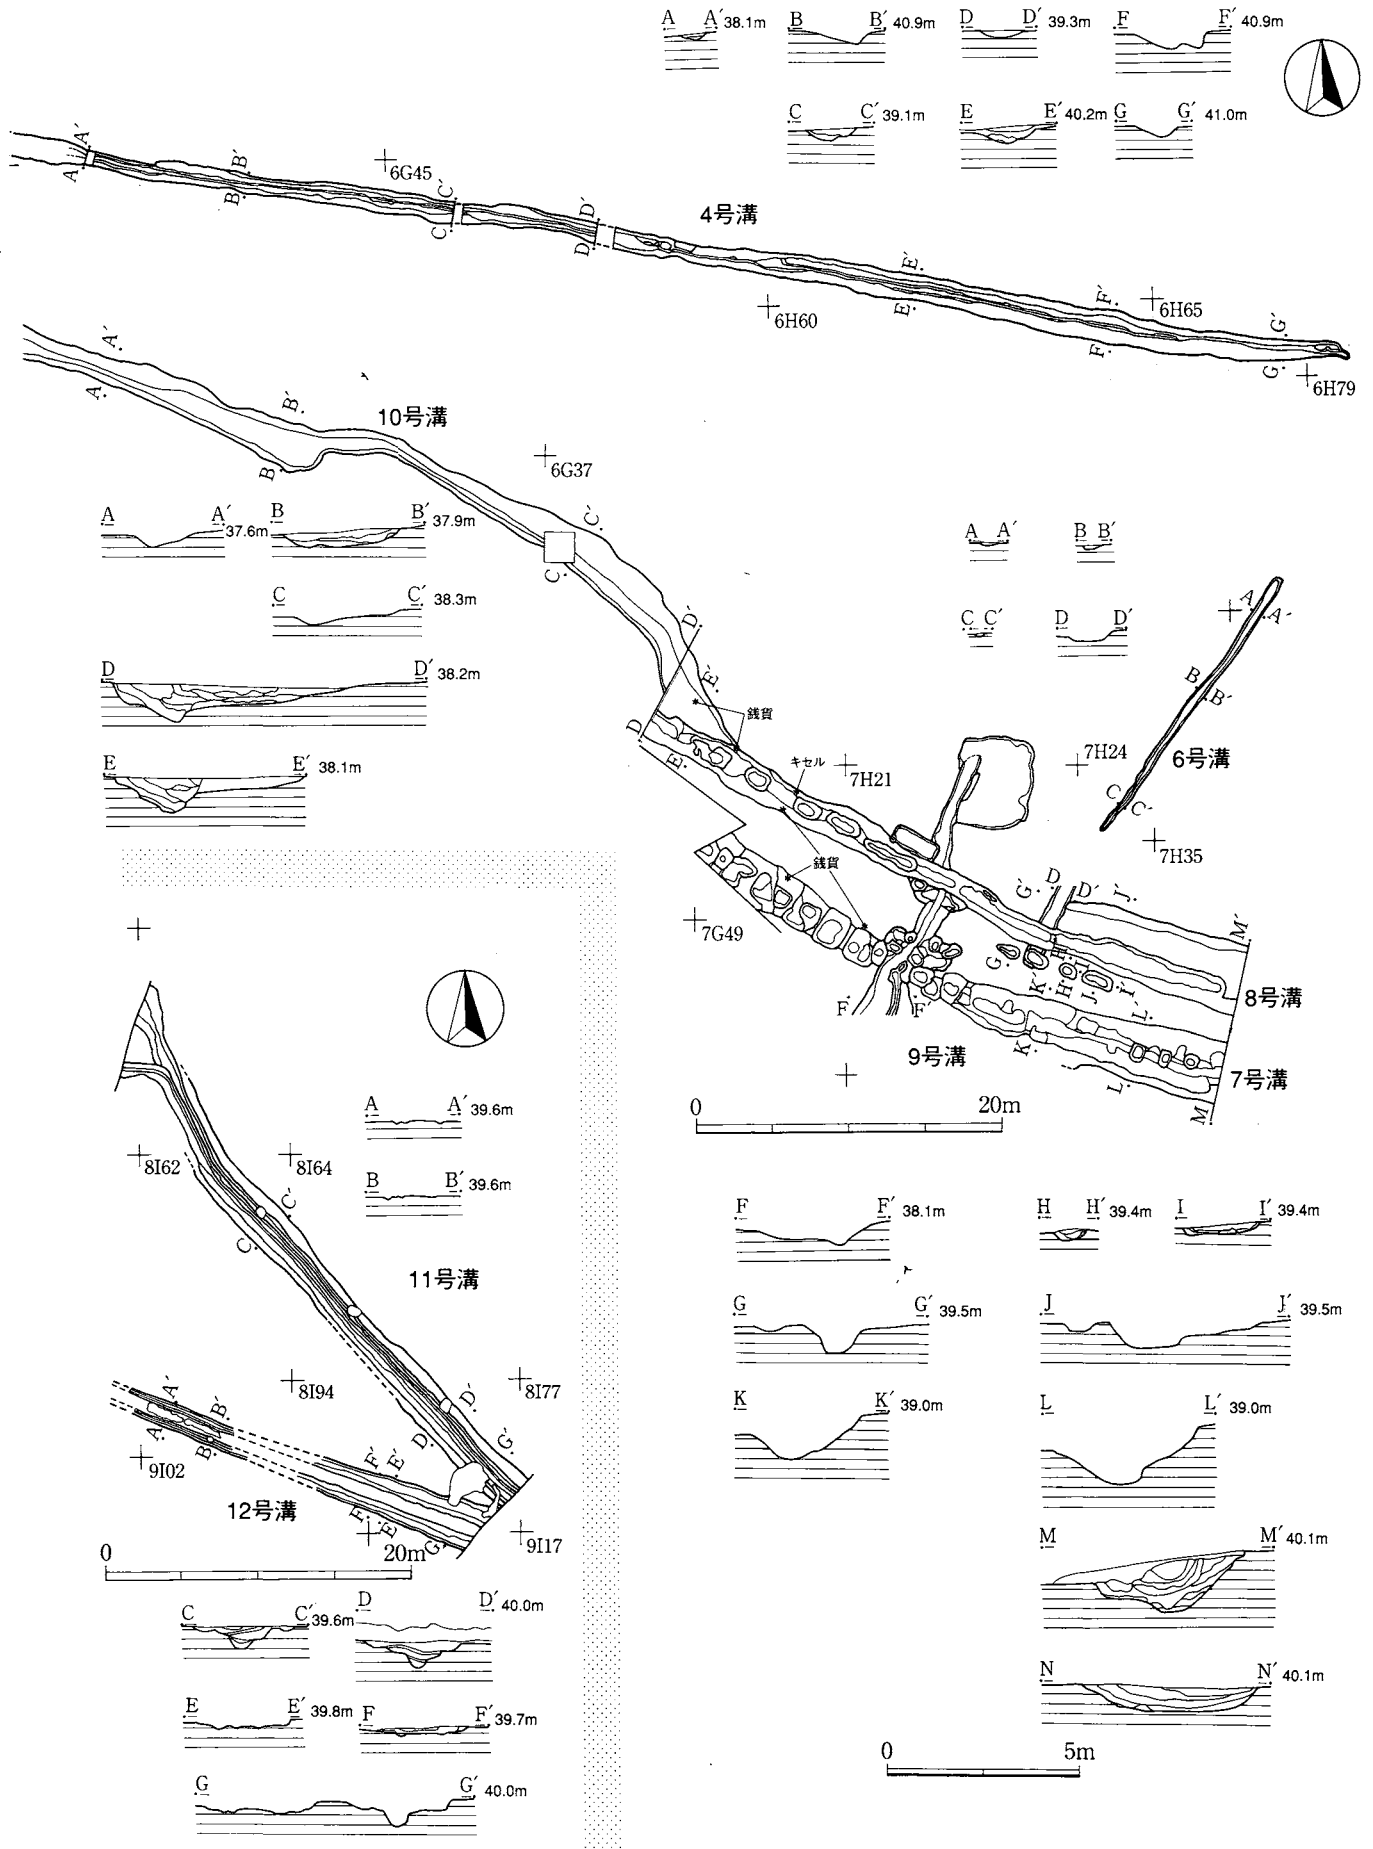 A A′ 38.1m B B′ 40.9m D D′ 39.3m F F′ 40.9m
C C′ 39.1m E E′ 40.2m G G′ 41.0m
A A′ B B′ C C′ D D′ E E′ F F′ G G′
6G45
4号溝
6H60
6H65
6H79
A A′ B B′ C C′ D D′ E E′
10号溝
6G37
A A′ 37.6m B B′ 37.9m
C C′ 38.3m
D D′ 38.2m
E E′ 38.1m
A A′ B B′
C C′ D D′
A A′
B B′
C C′
6号溝
7H24
7H35
銭貨
キセル
7H21
銭貨
7G49
G′ D D′ J′ M′
G K′ H H′ I J I′ L′
F F′ K L M
8号溝
9号溝
7号溝
0 20m
F F′ 38.1m H H′ 39.4m I I′ 39.4m
G G′ 39.5m J J′ 39.5m
K K′ 39.0m L L′ 39.0m
M M′ 40.1m
N N′ 40.1m
0 5m
8I62
8I64
A A′ 39.6m
B B′ 39.6m
C C′
11号溝
8I94
8I77
A A′ B B′
D D′ G′
F′ E′
9I02
12号溝
F E G
9I17
0 20m
C C′ 39.6m D D′ 40.0m
E E′ 39.8m F F′ 39.7m
G G′ 40.0m